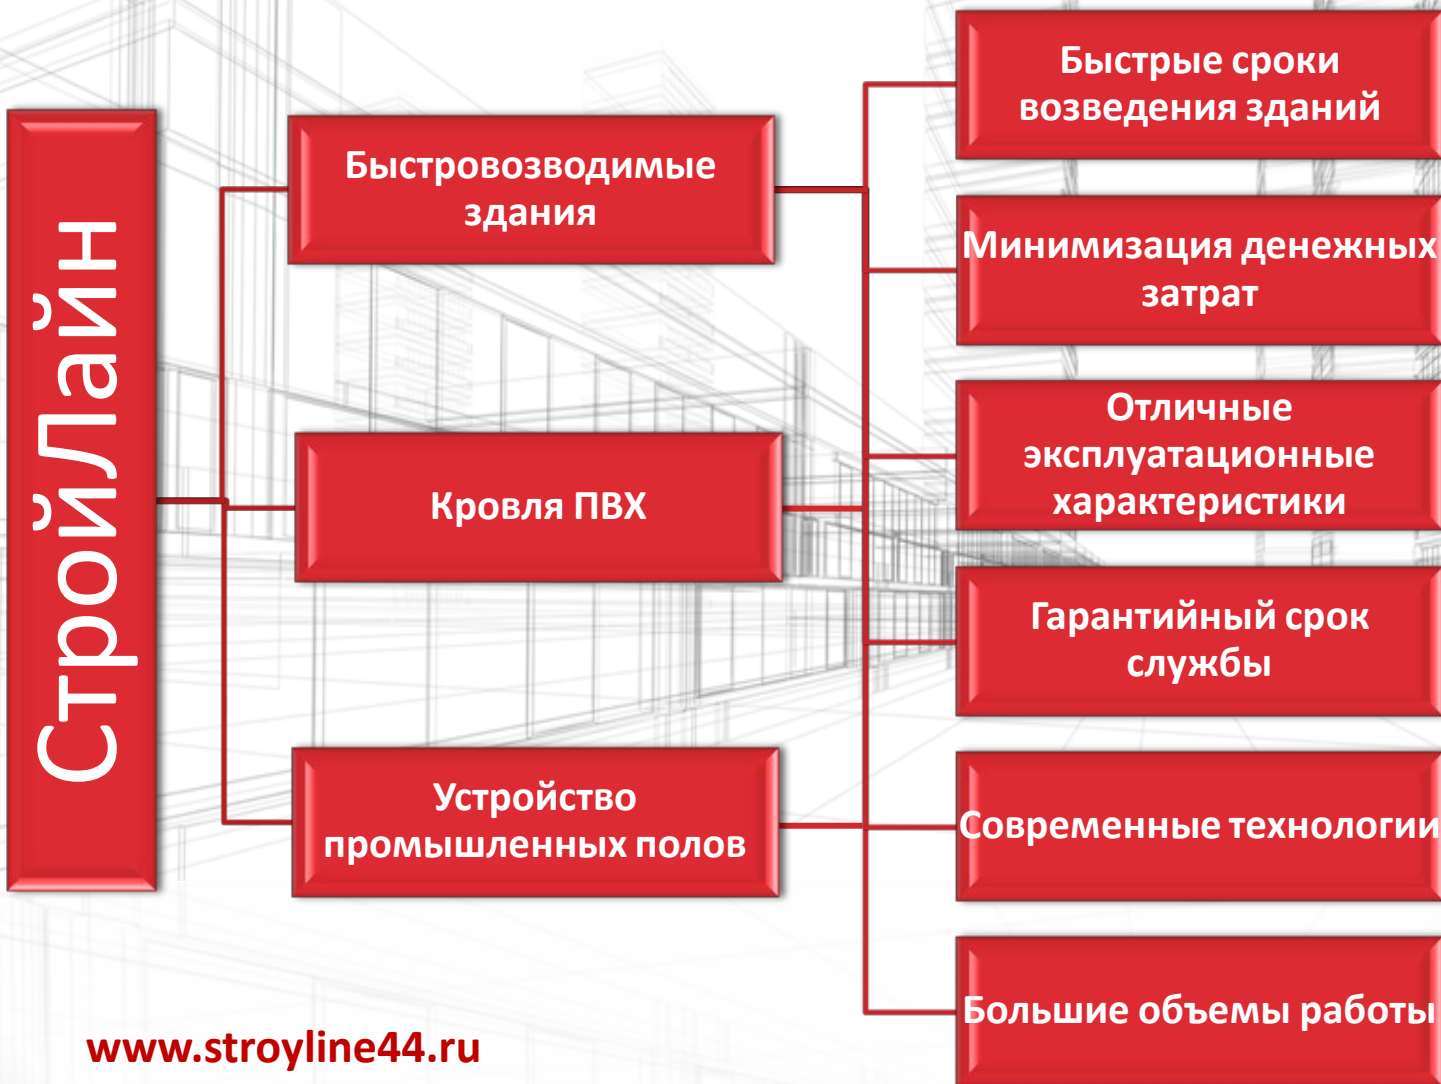 СтройЛайн
Быстровозводимые
здания
Кровля ПВХ
Устройство
промышленных полов
Быстрые сроки
возведения зданий
Минимизация денежных
затрат
Отличные
эксплуатационные
характеристики
Гарантийный срок
службы
Современные технологии
Большие объемы работы
www.stroyline44.ru